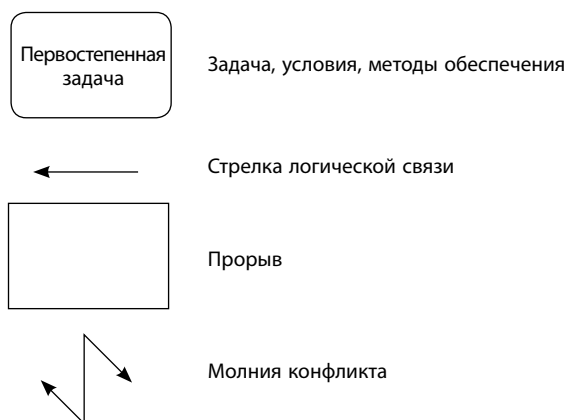 Первостепенная
задача
Задача, условия, методы обеспечения
Стрелка логической связи
Прорыв
Молния конфликта